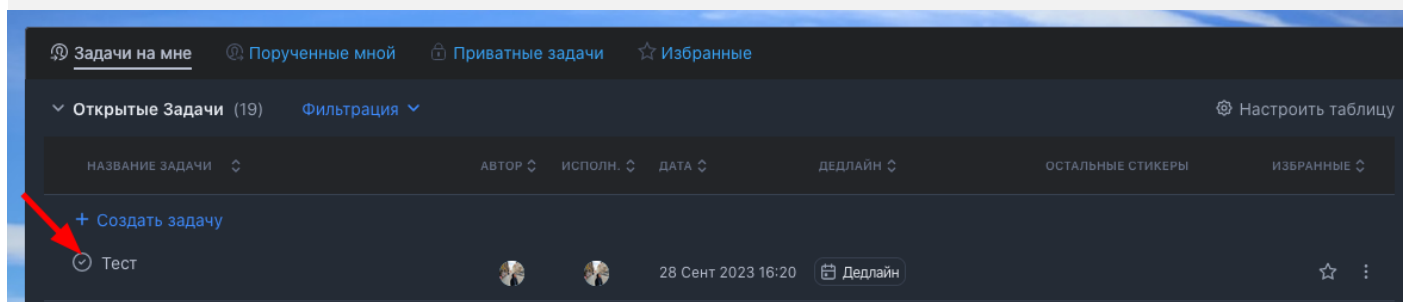 Задачи на мне Порученные мной Приватные задачи Избранные
Открытые Задачи (19) Фильтрация Настроить таблицу
НАЗВАНИЕ ЗАДАЧИ АВТОР ИСПОЛН. ДАТА ДЕДЛАЙН ОСТАЛЬНЫЕ СТИКЕРЫ ИЗБРАННЫЕ
+ Создать задачу
Тест 28 Сент 2023 16:20 Дедлайн